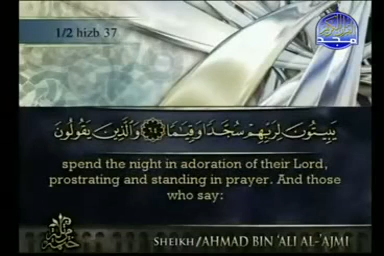 1/2 hizb 37
يَبِيتُونَ لِرَبِّهِمْ سُجَّدًا وَقِيَامًا ﴿٦٤﴾ وَالَّذِينَ يَقُولُونَ
spend the night in adoration of their Lord,
prostrating and standing in prayer. And those
who say:
SHEIKH/AHMAD BIN 'ALI AL-'AJMI